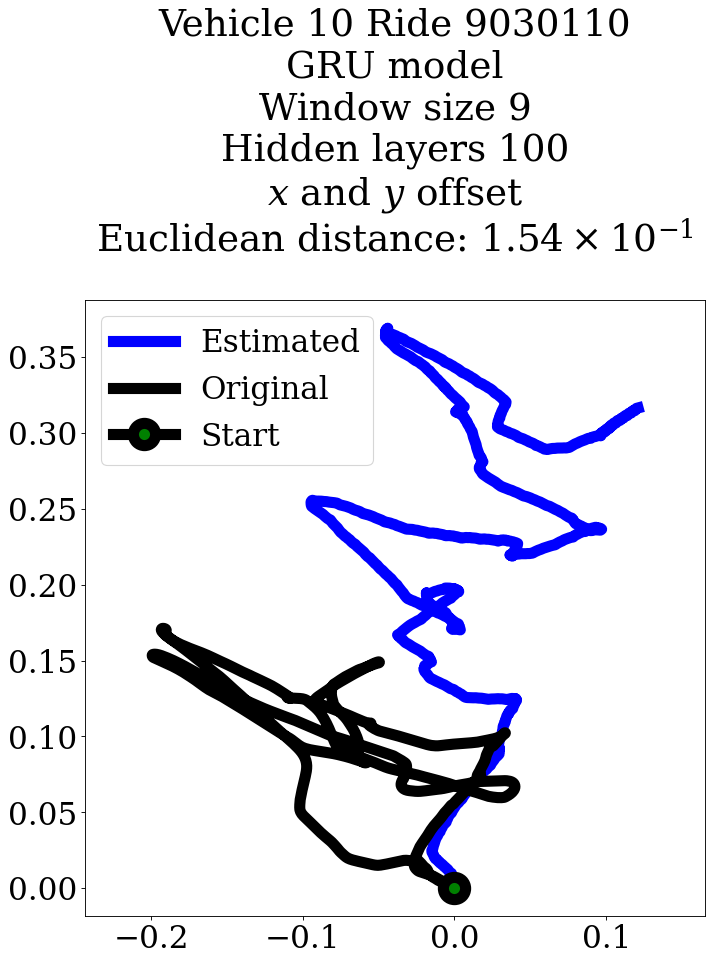 Vehicle 10 Ride 9030110
GRU model
Window size 9
Hidden layers 100
x and y offset
Euclidean distance: 1.54 × 10⁻¹
Estimated
Original
Start
0.35
0.30
0.25
0.20
0.15
0.10
0.05
0.00
−0.2 −0.1 0.0 0.1